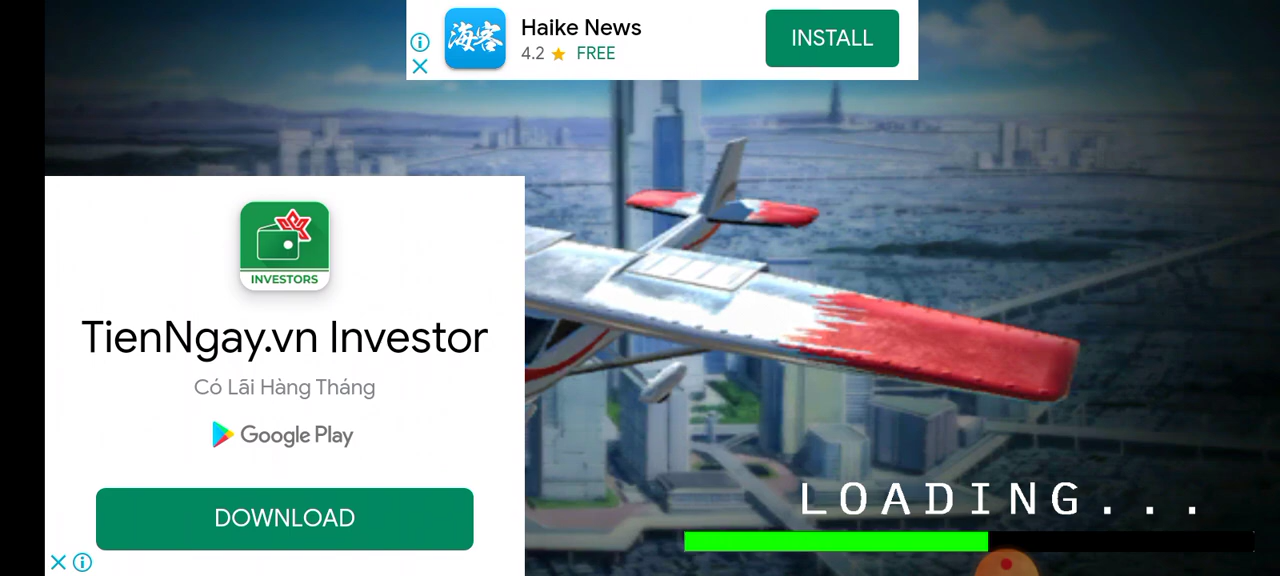 海客
Haike News
4.2 ★ FREE
INSTALL
INVESTORS
TienNgay.vn Investor
Có Lãi Hàng Tháng
Google Play
DOWNLOAD
LOADING...